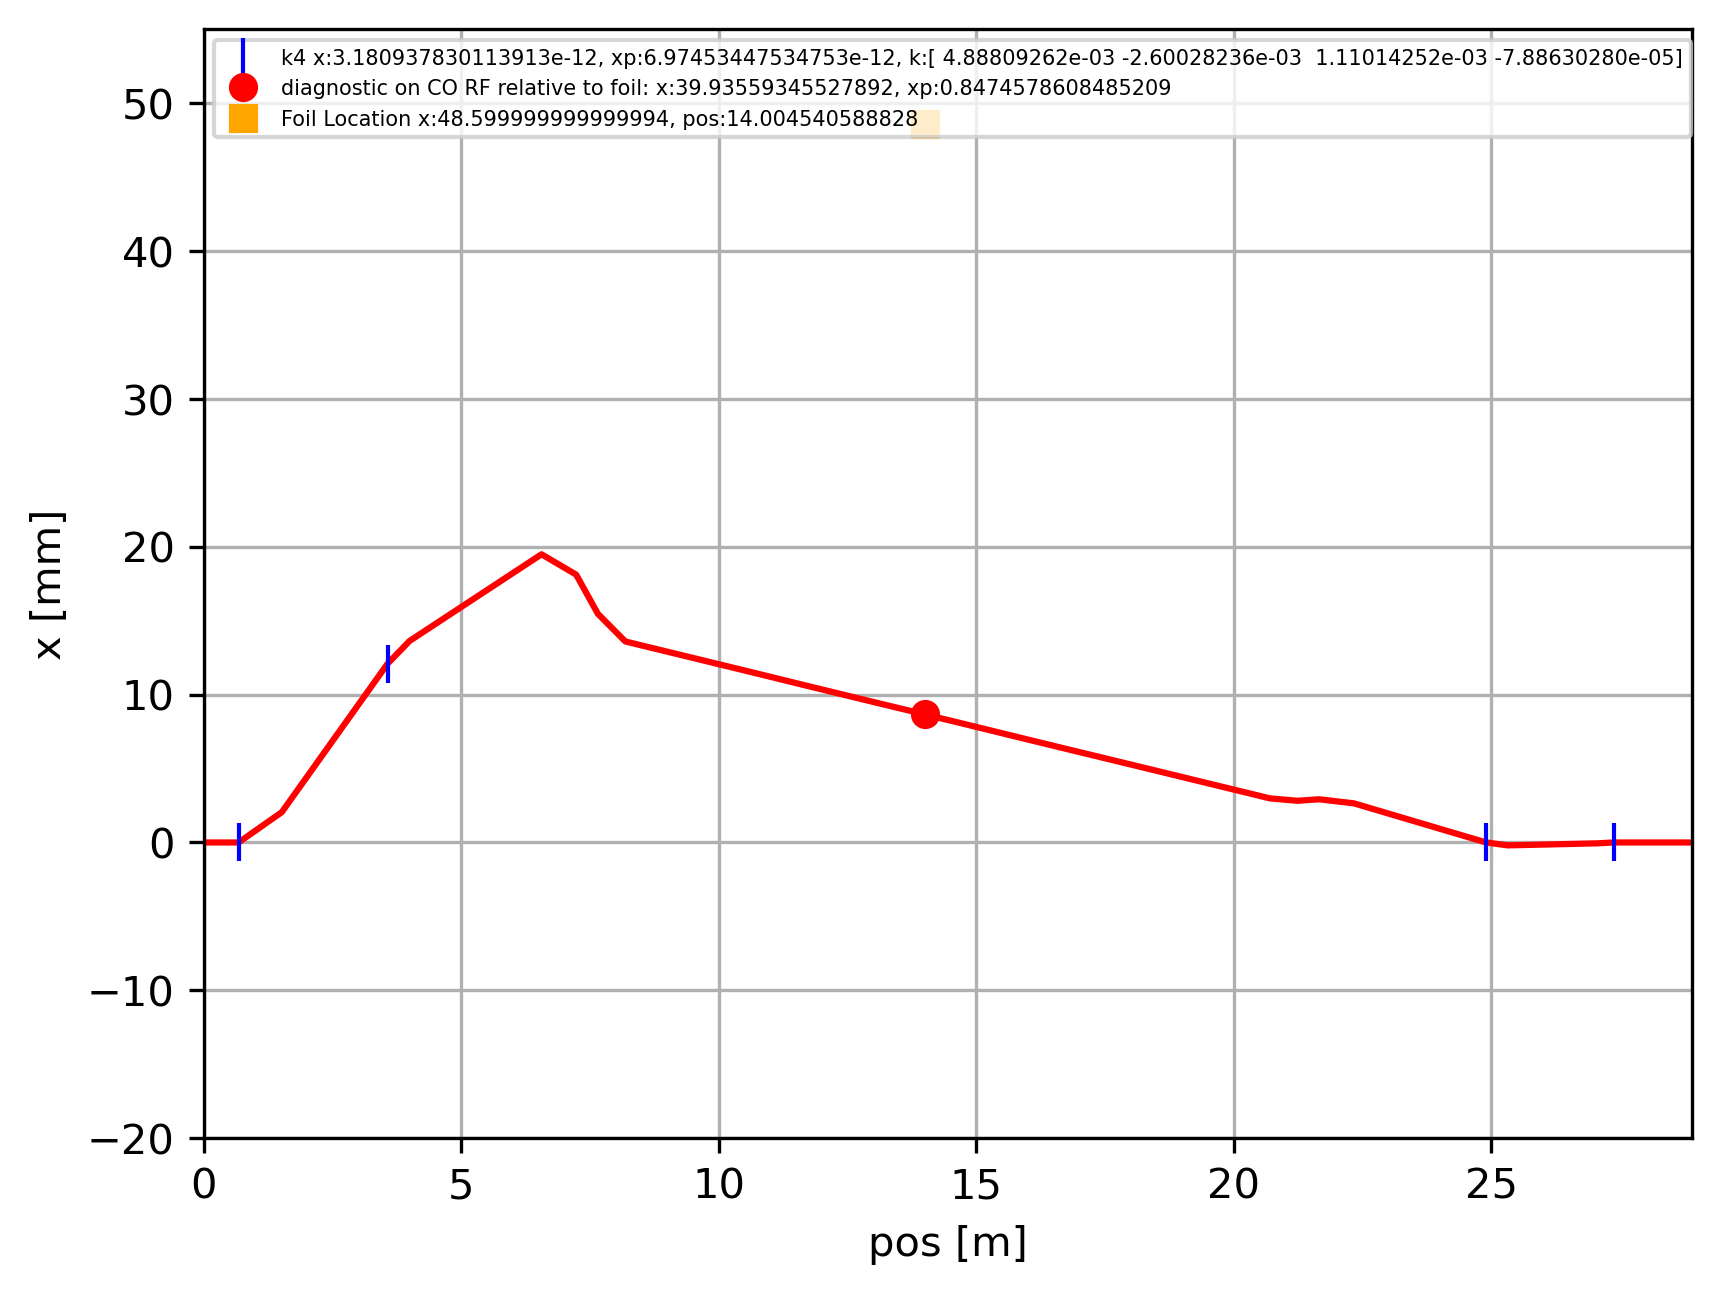 k4 x:3.180937830113913e-12, xp:6.97453447534753e-12, k:[ 4.88809262e-03 -2.60028236e-03  1.11014252e-03 -7.88630280e-05]
diagnostic on CO RF relative to foil: x:39.93559345527892, xp:0.8474578608485209
Foil Location x:48.599999999999994, pos:14.004540588828
50
40
30
20
10
0
−10
−20
x [mm]
0 5 10 15 20 25
pos [m]